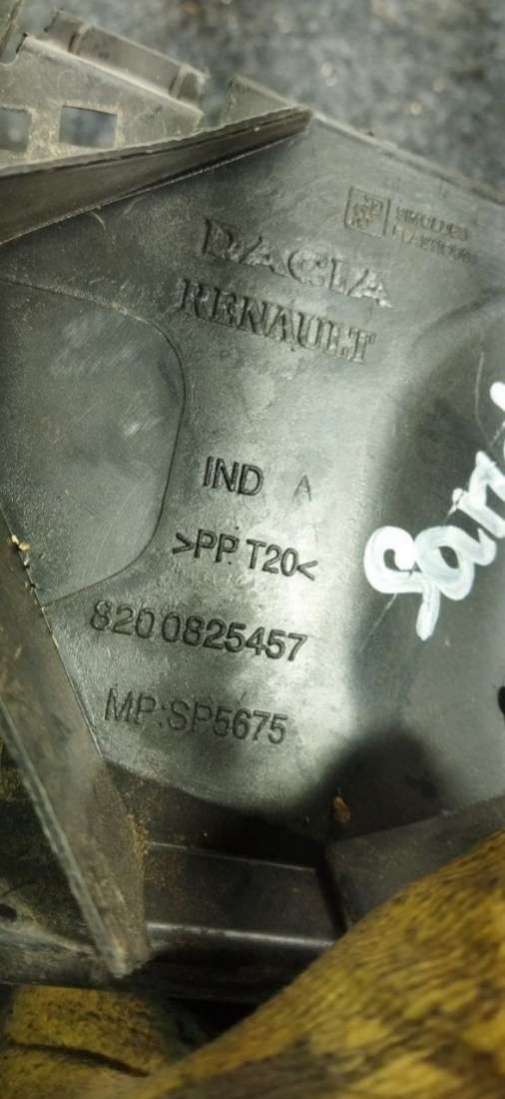 DACIA
RENAULT
IND A
>PP T20<
8200825457
MP:SP5675